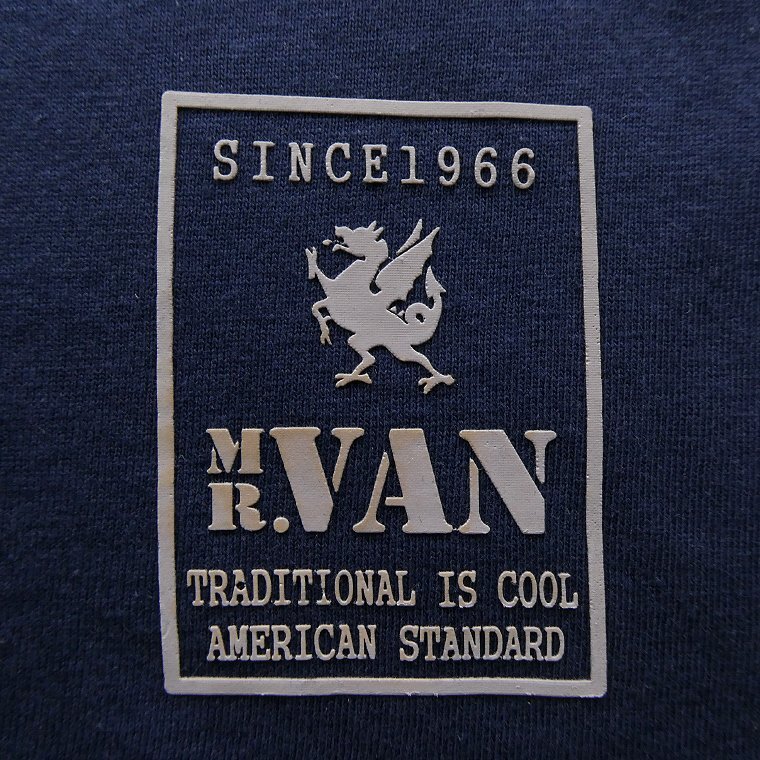 SINCE1966
MR.VAN
TRADITIONAL IS COOL
AMERICAN STANDARD